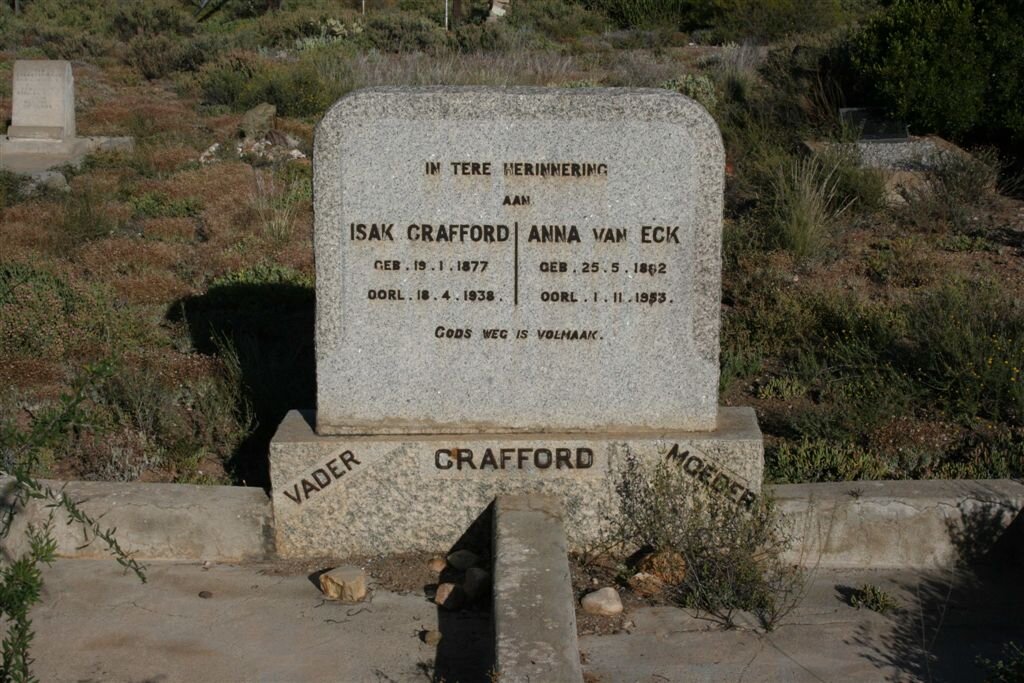 IN TERE HERINNERING
AAN
ISAK CRAFFORD
GEB. 19.1.1877
OORL. 18.4.1938.
ANNA VAN ECK
GEB. 25.5.1882
OORL. 1.11.1953.
GODS WEG IS VOLMAAK.
VADER
CRAFFORD
MOEDER